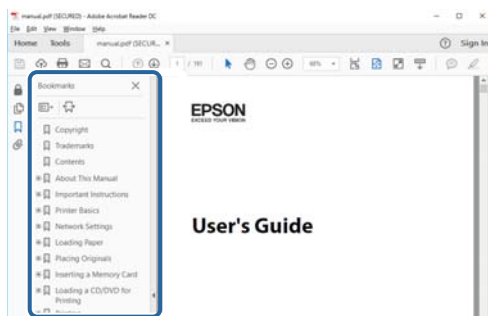 manual.pdf (SECURED) - Adobe Acrobat Reader DC
File Edit View Window Help
Home Tools manual.pdf (SECUR... ×
Sign In
1 / 191
Bookmarks
Copyright
Trademarks
Contents
About This Manual
Important Instructions
Printer Basics
Network Settings
Loading Paper
Placing Originals
Inserting a Memory Card
Loading a CD/DVD for
Printing
EPSON
EXCEED YOUR VISION
User's Guide